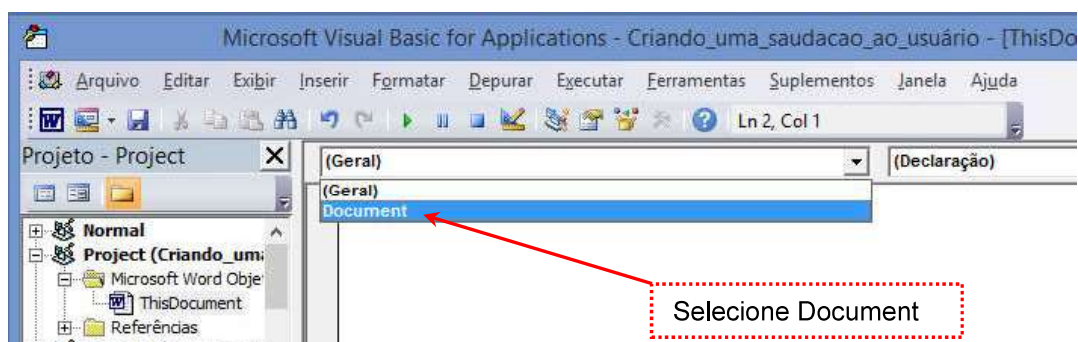 Microsoft Visual Basic for Applications - Criando_uma_saudacao_ao_usuário - [ThisDo
Arquivo Editar Exibir Inserir Formatar Depurar Executar Ferramentas Suplementos Janela Ajuda
Ln 2, Col 1
Projeto - Project
(Geral)
(Declaração)
(Geral)
Document
Normal
Project (Criando_uma
Microsoft Word Obje
ThisDocument
Referências
Selecione Document